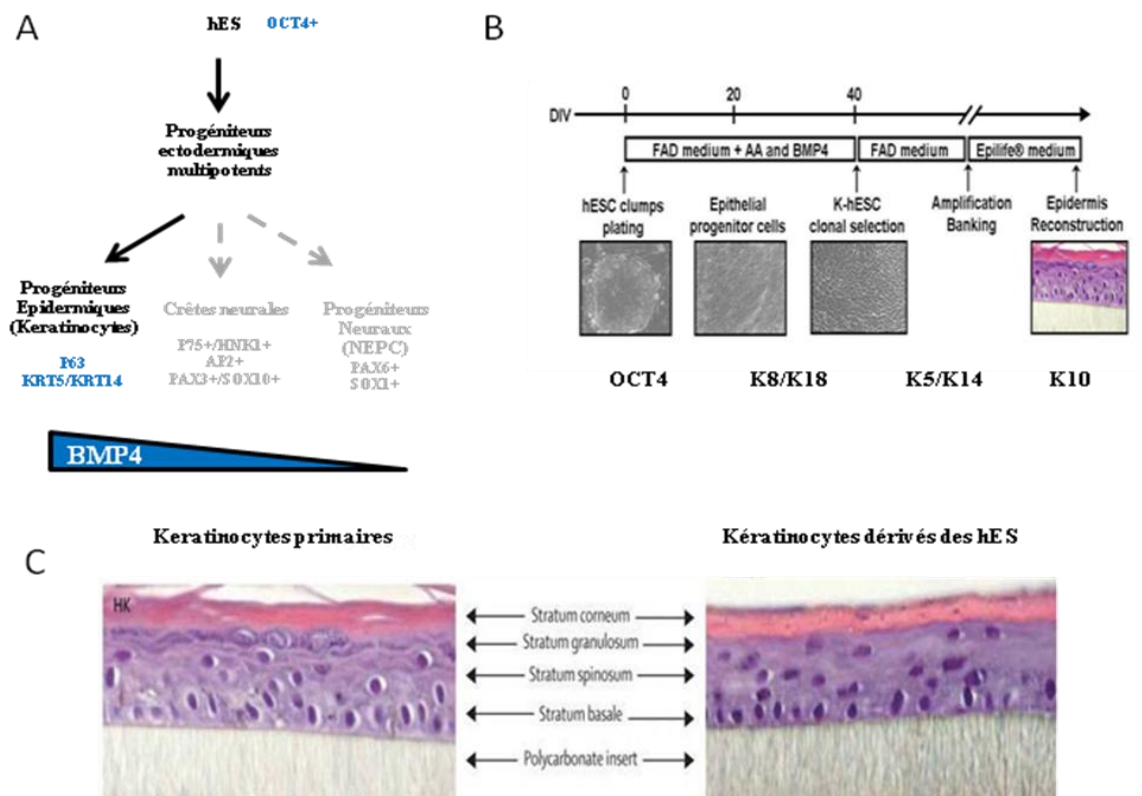 A
hES OCT4+
Progéniteurs
ectodermiques
multipotents
Progéniteurs
Epidermiques
(Keratinocytes)
P63
KRT5/KRT14
Crêtes neurales
P75+/HNK1+
AP2+
PAX3+/SOX10+
Progéniteurs
Neuraux
(NEPC)
PAX6+
SOX1+
BMP4
B
0 20 40
DIV
FAD medium + AA and BMP4 FAD medium Epilife® medium
hESC clumps
plating
Epithelial
progenitor cells
K-hESC
clonal selection
Amplification
Banking
Epidermis
Reconstruction
OCT4 K8/K18 K5/K14 K10
Keratinocytes primaires
Kératinocytes dérivés des hES
C
HK
Stratum corneum
Stratum granulosum
Stratum spinosum
Stratum basale
Polycarbonate insert